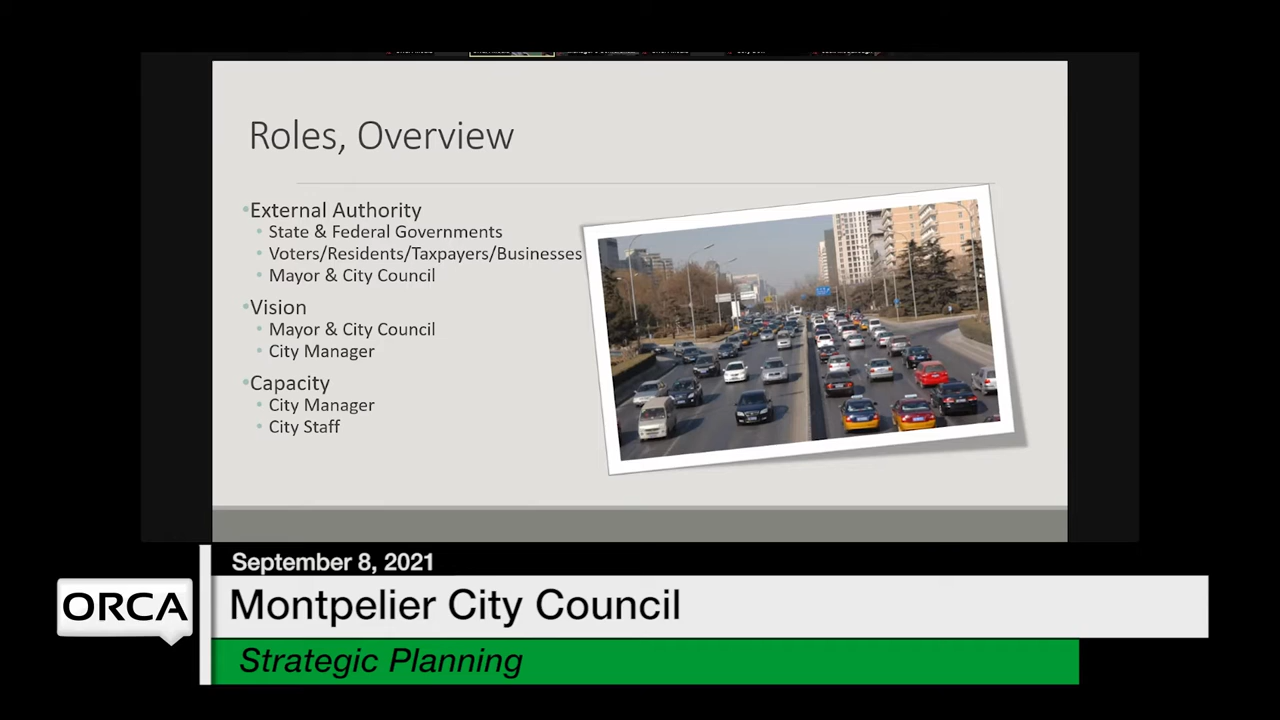 Roles, Overview
•External Authority
• State & Federal Governments
• Voters/Residents/Taxpayers/Businesses
• Mayor & City Council
•Vision
• Mayor & City Council
• City Manager
•Capacity
• City Manager
• City Staff
September 8, 2021
ORCA
Montpelier City Council
Strategic Planning